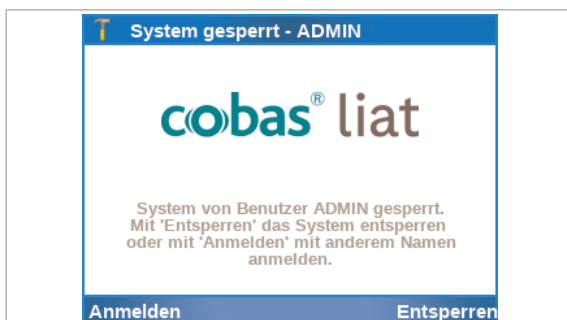 System gesperrt - ADMIN
cobas® liat
System von Benutzer ADMIN gesperrt.
Mit 'Entsperren' das System entsperren
oder mit 'Anmelden' mit anderem Namen
anmelden.
Anmelden Entsperren